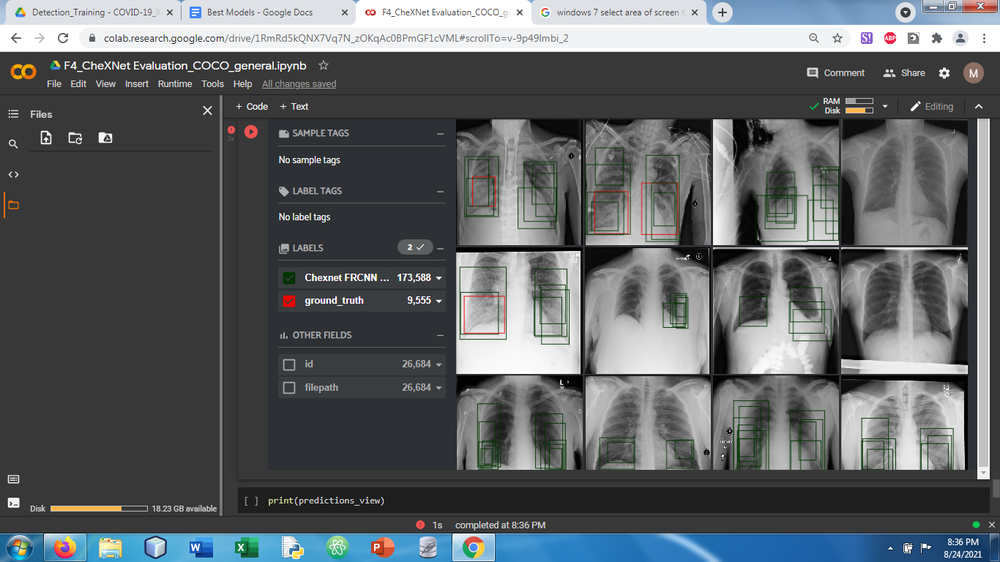 Detection_Training - COVID-19_X
Best Models - Google Docs
F4_CheXNet Evaluation_COCO_ge
windows 7 select area of screen t
colab.research.google.com/drive/1RmRd5kQNX7Vq7N_zOKqAc0BPmGF1cVML#scrollTo=v-9p49lmbi_2
ABP
F4_CheXNet Evaluation_COCO_general.ipynb
File Edit View Insert Runtime Tools Help All changes saved
Comment Share M
Files
+ Code + Text
RAM
Disk
Editing
2s
SAMPLE TAGS
No sample tags
LABEL TAGS
No label tags
LABELS 2
Chexnet FRCNN ... 173,588
ground_truth 9,555
OTHER FIELDS
id 26,684
filepath 26,684
L
Disk 18.23 GB available
[ ] print(predictions_view)
1s completed at 8:36 PM
8:36 PM
8/24/2021